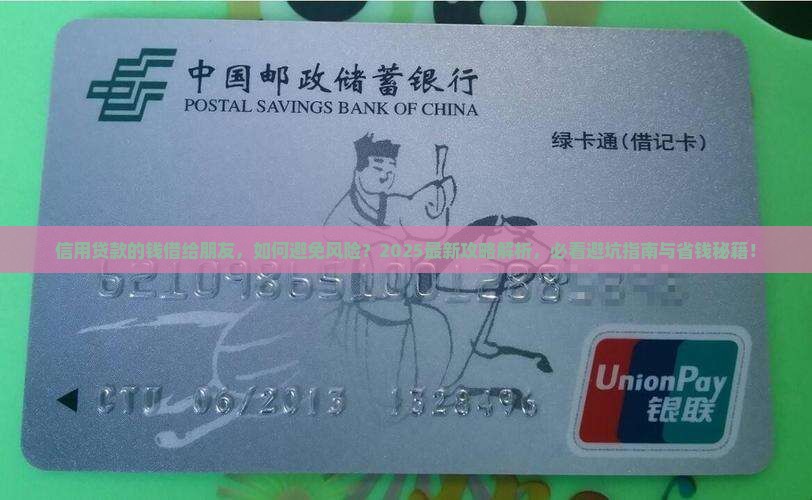 中国邮政储蓄银行
POSTAL SAVINGS BANK OF CHINA
绿卡通(借记卡)
信用贷款的钱借给朋友，如何避免风险？2025最新攻略解析，必看避坑指南与省钱秘籍！
UnionPay
银联
CTU 06/2013 1328496